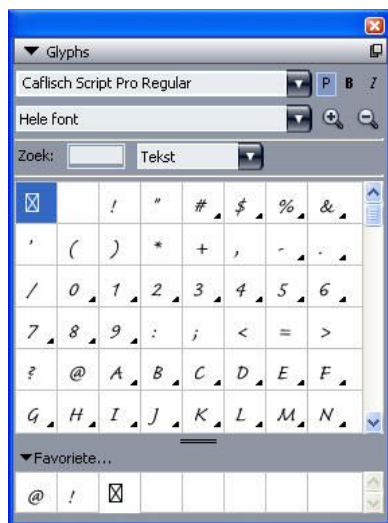 Glyphs
Caflisch Script Pro Regular P B I
Hele font
Zoek: Tekst
! " # $ % &
' ( ) * + , - .
/ 0 1 2 3 4 5 6
7 8 9 : ; < = >
? @ A B C D E F
G H I J K L M N
Favoriete...
@ !